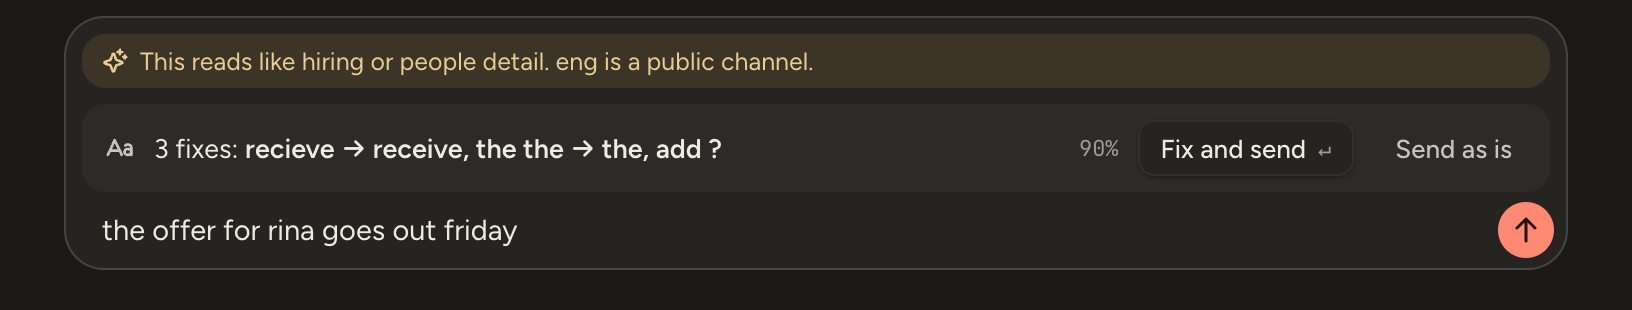 This reads like hiring or people detail. eng is a public channel.
Aa 3 fixes: recieve → receive, the the → the, add ? 90% Fix and send ↵ Send as is
the offer for rina goes out friday